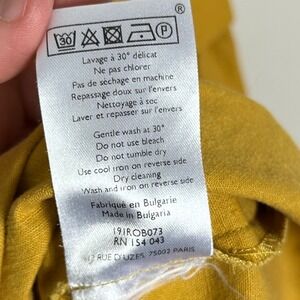 ®
30 P
Lavage à 30° délicat
Ne pas chlorer
Pas de séchage en machine
Repassage doux sur l'envers
Nettoyage à sec
Laver et repasser sur l'envers
Gentle wash at 30°
Do not use bleach
Do not tumble dry
Use cool iron on reverse side
Dry cleaning
Wash and iron on reverse side
Fabriqué en Bulgarie
Made in Bulgaria
191ROB073
RN 154 043
RUE D'UZES, 75002 PARIS